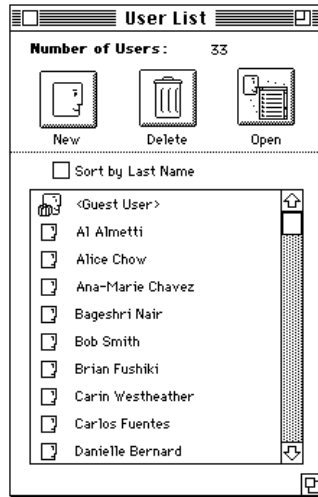 User List
Number of Users: 33
New Delete Open
Sort by Last Name
<Guest User>
Al Almetti
Alice Chow
Ana-Marie Chavez
Bageshri Nair
Bob Smith
Brian Fushiki
Carin Westheather
Carlos Fuentes
Danielle Bernard